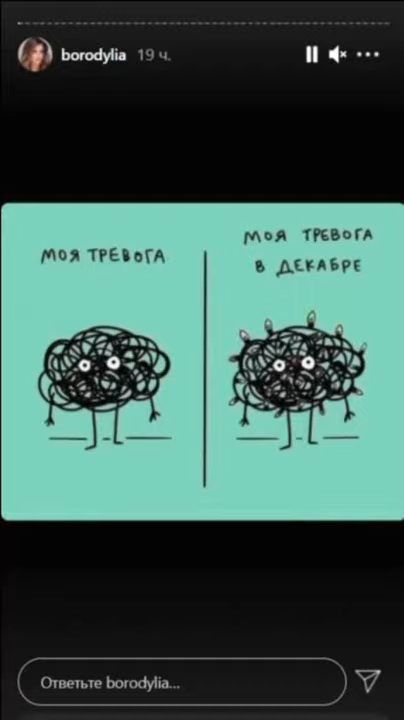 borodylia 19 ч.
МОЯ ТРЕВОГА
МОЯ ТРЕВОГА
В ДЕКАБРЕ
Ответьте borodylia...